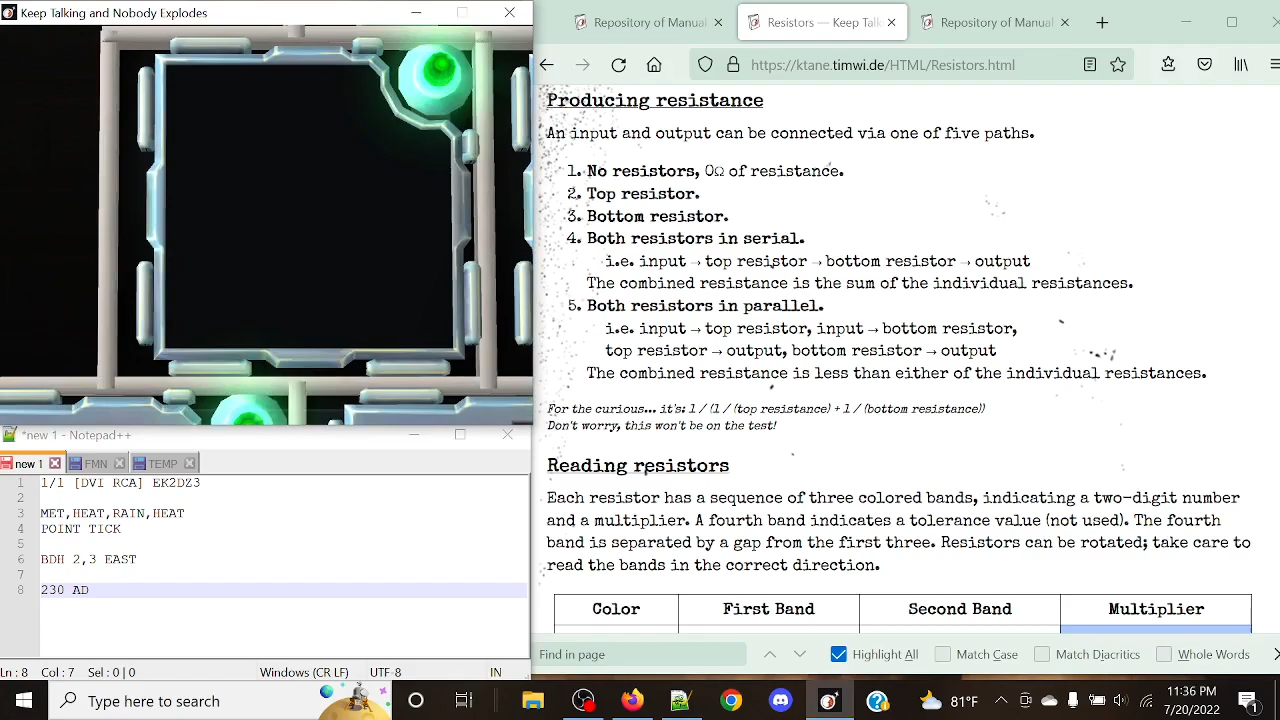 Keep Talking and Nobody Explodes
Repository of Manual
Resistors — Keep Talk
Repository of Manual
https://ktane.timwi.de/HTML/Resistors.html
Producing resistance
An input and output can be connected via one of five paths.
1. No resistors, 0Ω of resistance.
2. Top resistor.
3. Bottom resistor.
4. Both resistors in serial.
i.e. input → top resistor → bottom resistor → output
The combined resistance is the sum of the individual resistances.
5. Both resistors in parallel.
i.e. input → top resistor, input → bottom resistor,
top resistor → output, bottom resistor → output
The combined resistance is less than either of the individual resistances.
For the curious... it's: 1 / (1 / (top resistance) + 1 / (bottom resistance))
Don't worry, this won't be on the test!
Reading resistors
Each resistor has a sequence of three colored bands, indicating a two-digit number
and a multiplier. A fourth band indicates a tolerance value (not used). The fourth
band is separated by a gap from the first three. Resistors can be rotated; take care to
read the bands in the correct direction.
Color First Band Second Band Multiplier
Find in page
Highlight All
Match Case
Match Diacritics
Whole Words
*new 1 - Notepad++
new 1
FMN
TEMP
1 1/1 [DVI RCA] EK2DZ3
2
3 MET,HEAT,RAIN,HEAT
4 POINT TICK
5
6 BDH 2,3 EAST
7
8 230 AD
Ln: 8 Col: 7 Sel: 0 | 0 Windows (CR LF) UTF-8 IN
Type here to search
81°F
11:36 PM
7/20/2022
1